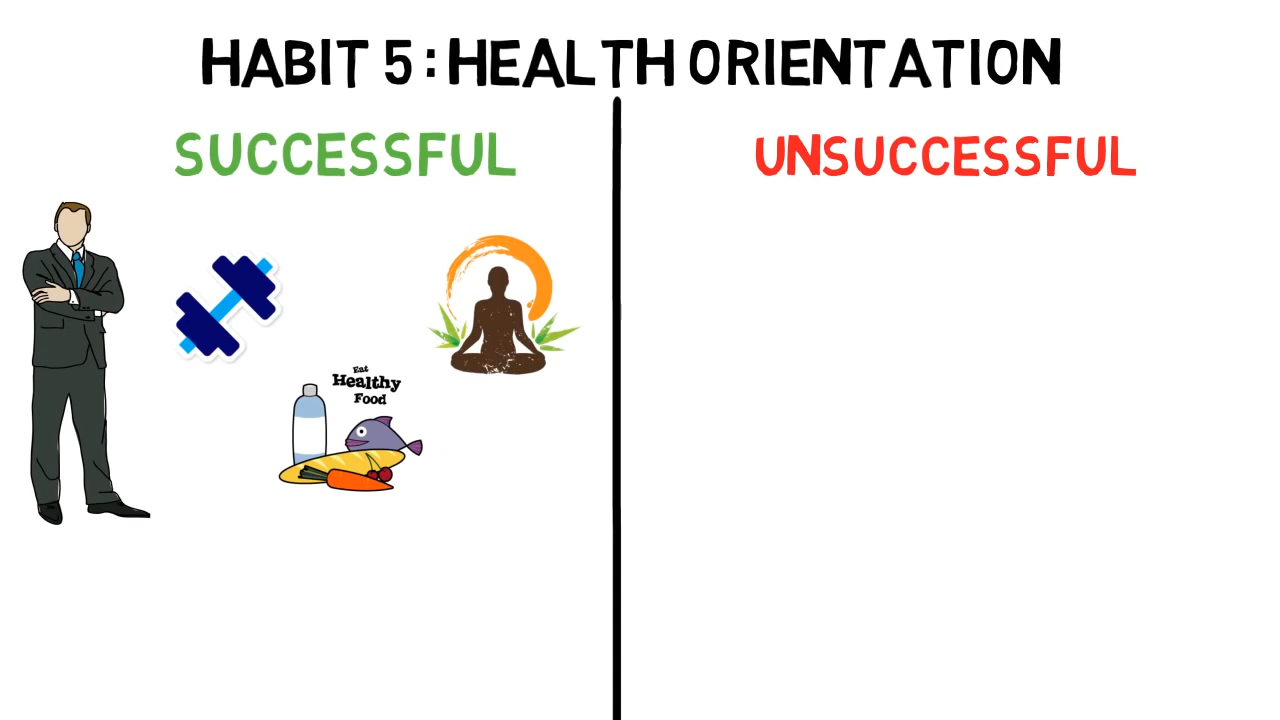 HABIT 5 : HEALTH ORIENTATION
SUCCESSFUL
UNSUCCESSFUL
Eat
Healthy
Food